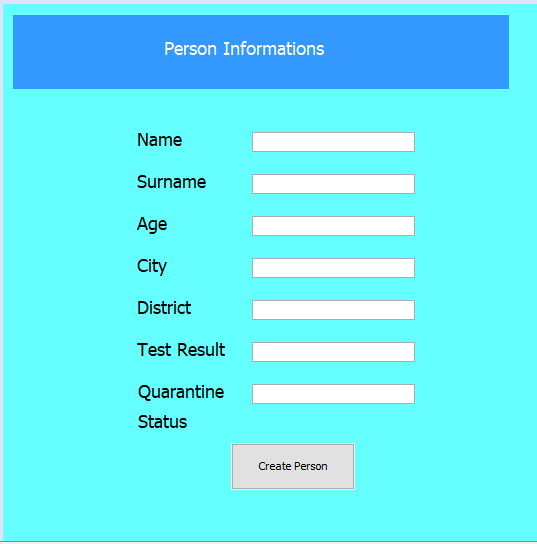 Person Informations
Name
Surname
Age
City
District
Test Result
Quarantine
Status
Create Person